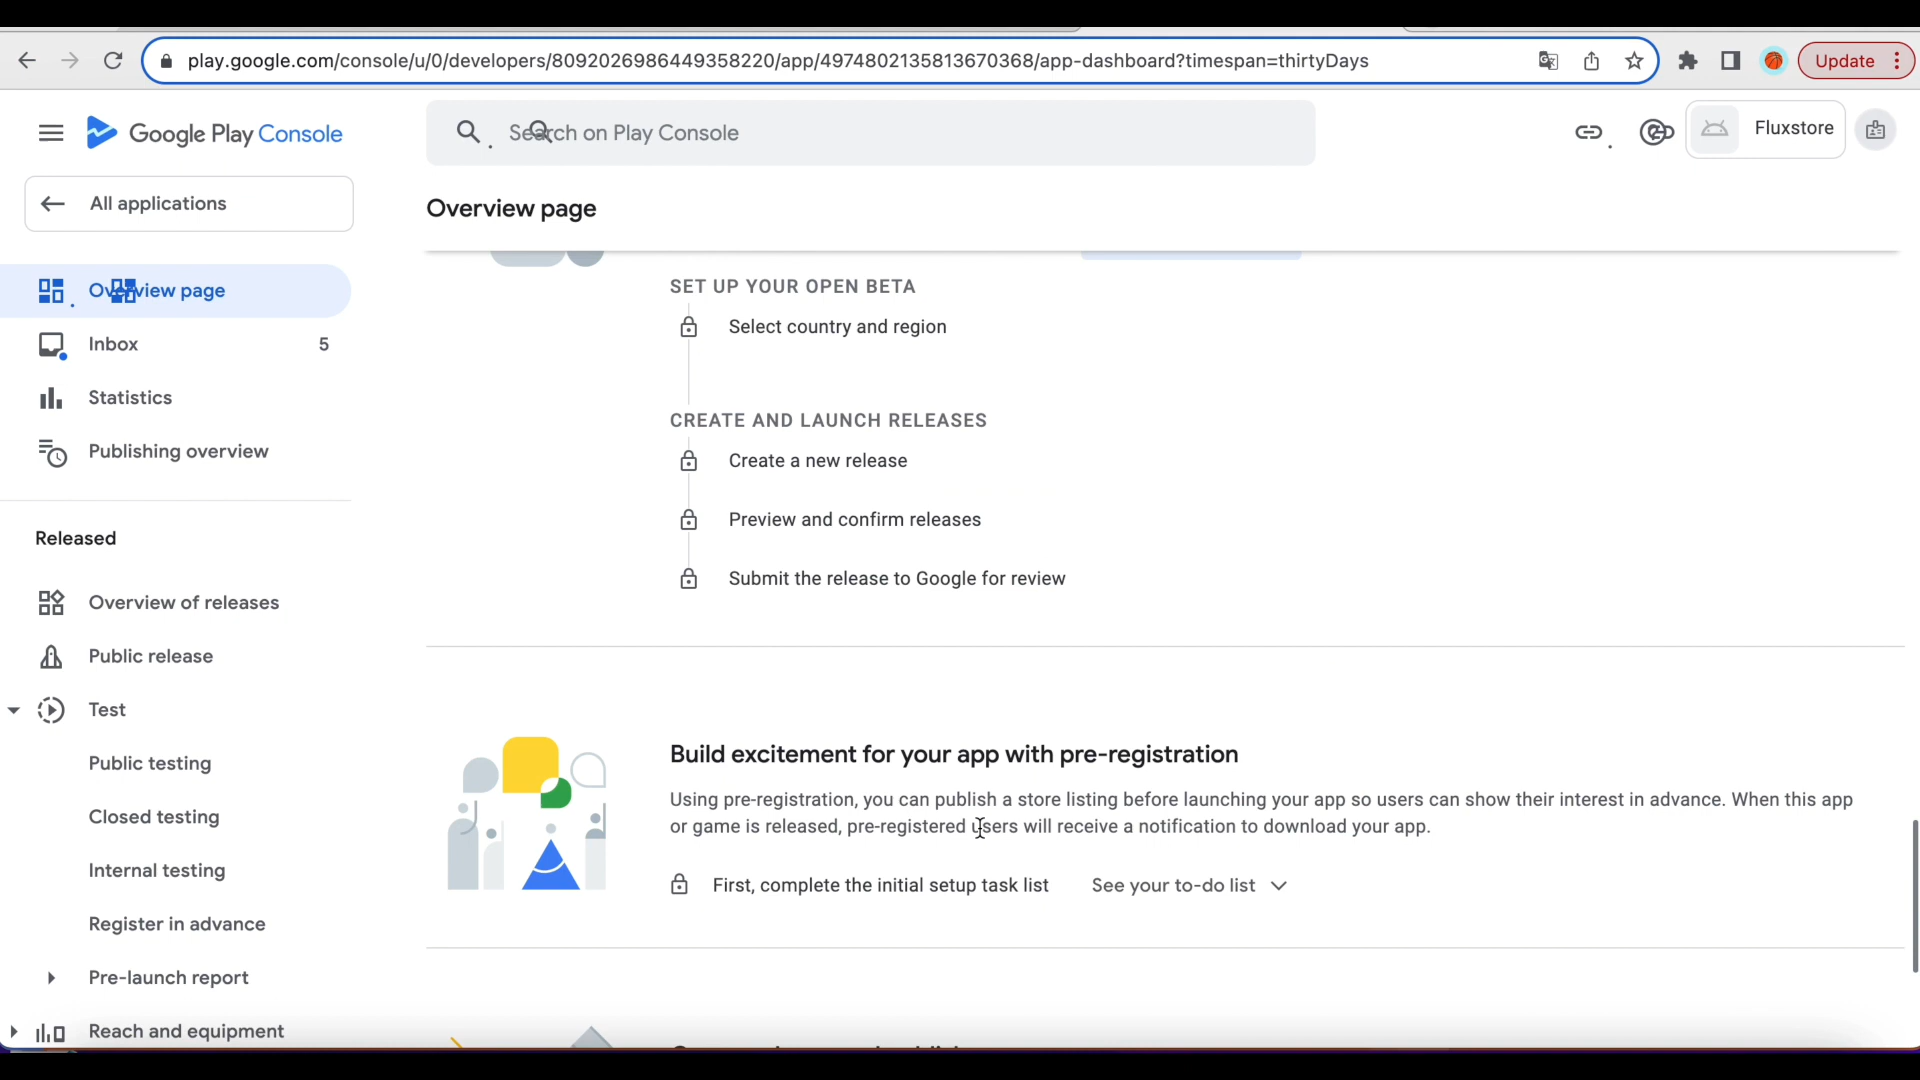 play.google.com/console/u/0/developers/8092026986449358220/app/4974802135813670368/app-dashboard?timespan=thirtyDays
Update
Google Play Console
Search on Play Console
Fluxstore
All applications
Overview page
Overview page
Inbox 5
Statistics
Publishing overview
Released
Overview of releases
Public release
Test
Public testing
Closed testing
Internal testing
Register in advance
Pre-launch report
Reach and equipment
SET UP YOUR OPEN BETA
Select country and region
CREATE AND LAUNCH RELEASES
Create a new release
Preview and confirm releases
Submit the release to Google for review
Build excitement for your app with pre-registration
Using pre-registration, you can publish a store listing before launching your app so users can show their interest in advance. When this app
or game is released, pre-registered users will receive a notification to download your app.
First, complete the initial setup task list
See your to-do list